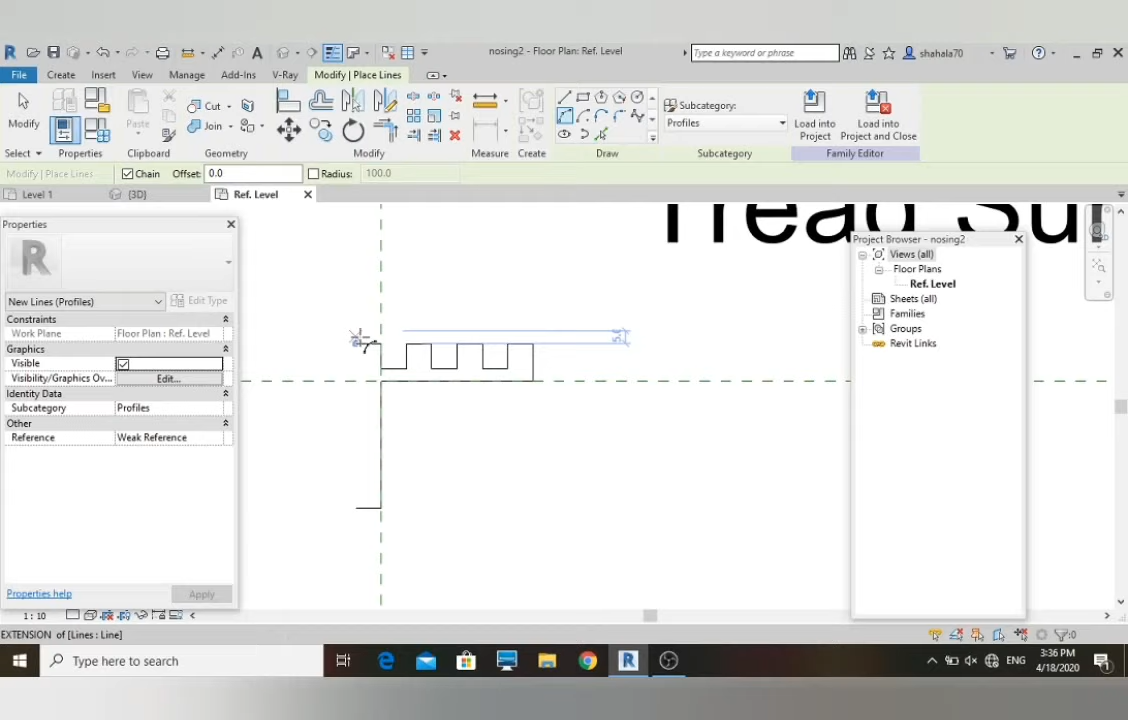 nosing2 - Floor Plan: Ref. Level
Type a keyword or phrase
shahala70
File Create Insert View Manage Add-Ins V-Ray Modify | Place Lines
Modify
Paste
Cut
Join
Subcategory:
Profiles
Load into
Project
Load into
Project and Close
Select Properties Clipboard Geometry Modify Measure Create Draw Subcategory Family Editor
Modify | Place Lines Chain Offset: 0.0 Radius: 100.0
Level 1 {3D} Ref. Level
Tread Su
Properties
New Lines (Profiles) Edit Type
Constraints
Work Plane Floor Plan : Ref. Level
Graphics
Visible
Visibility/Graphics Ov... Edit...
Identity Data
Subcategory Profiles
Other
Reference Weak Reference
Properties help Apply
Project Browser - nosing2
Views (all)
Floor Plans
Ref. Level
Sheets (all)
Families
Groups
Revit Links
1 : 10
EXTENSION of [Lines : Line]
:0
Type here to search
ENG
3:36 PM
4/18/2020